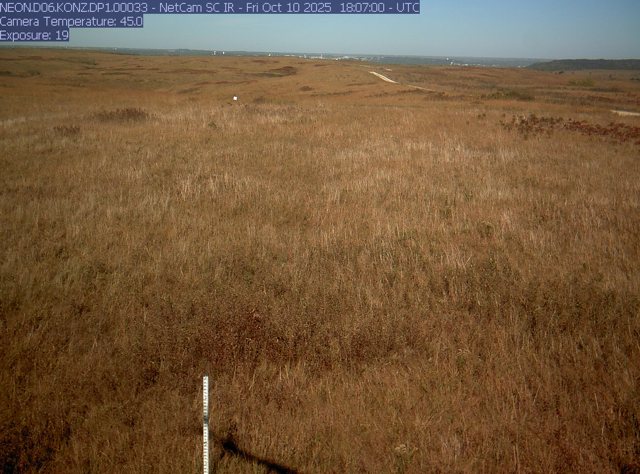 NEON.D06.KONZ.DP1.00033 - NetCam SC IR - Fri Oct 10 2025 18:07:00 - UTC
Camera Temperature: 45.0
Exposure: 19